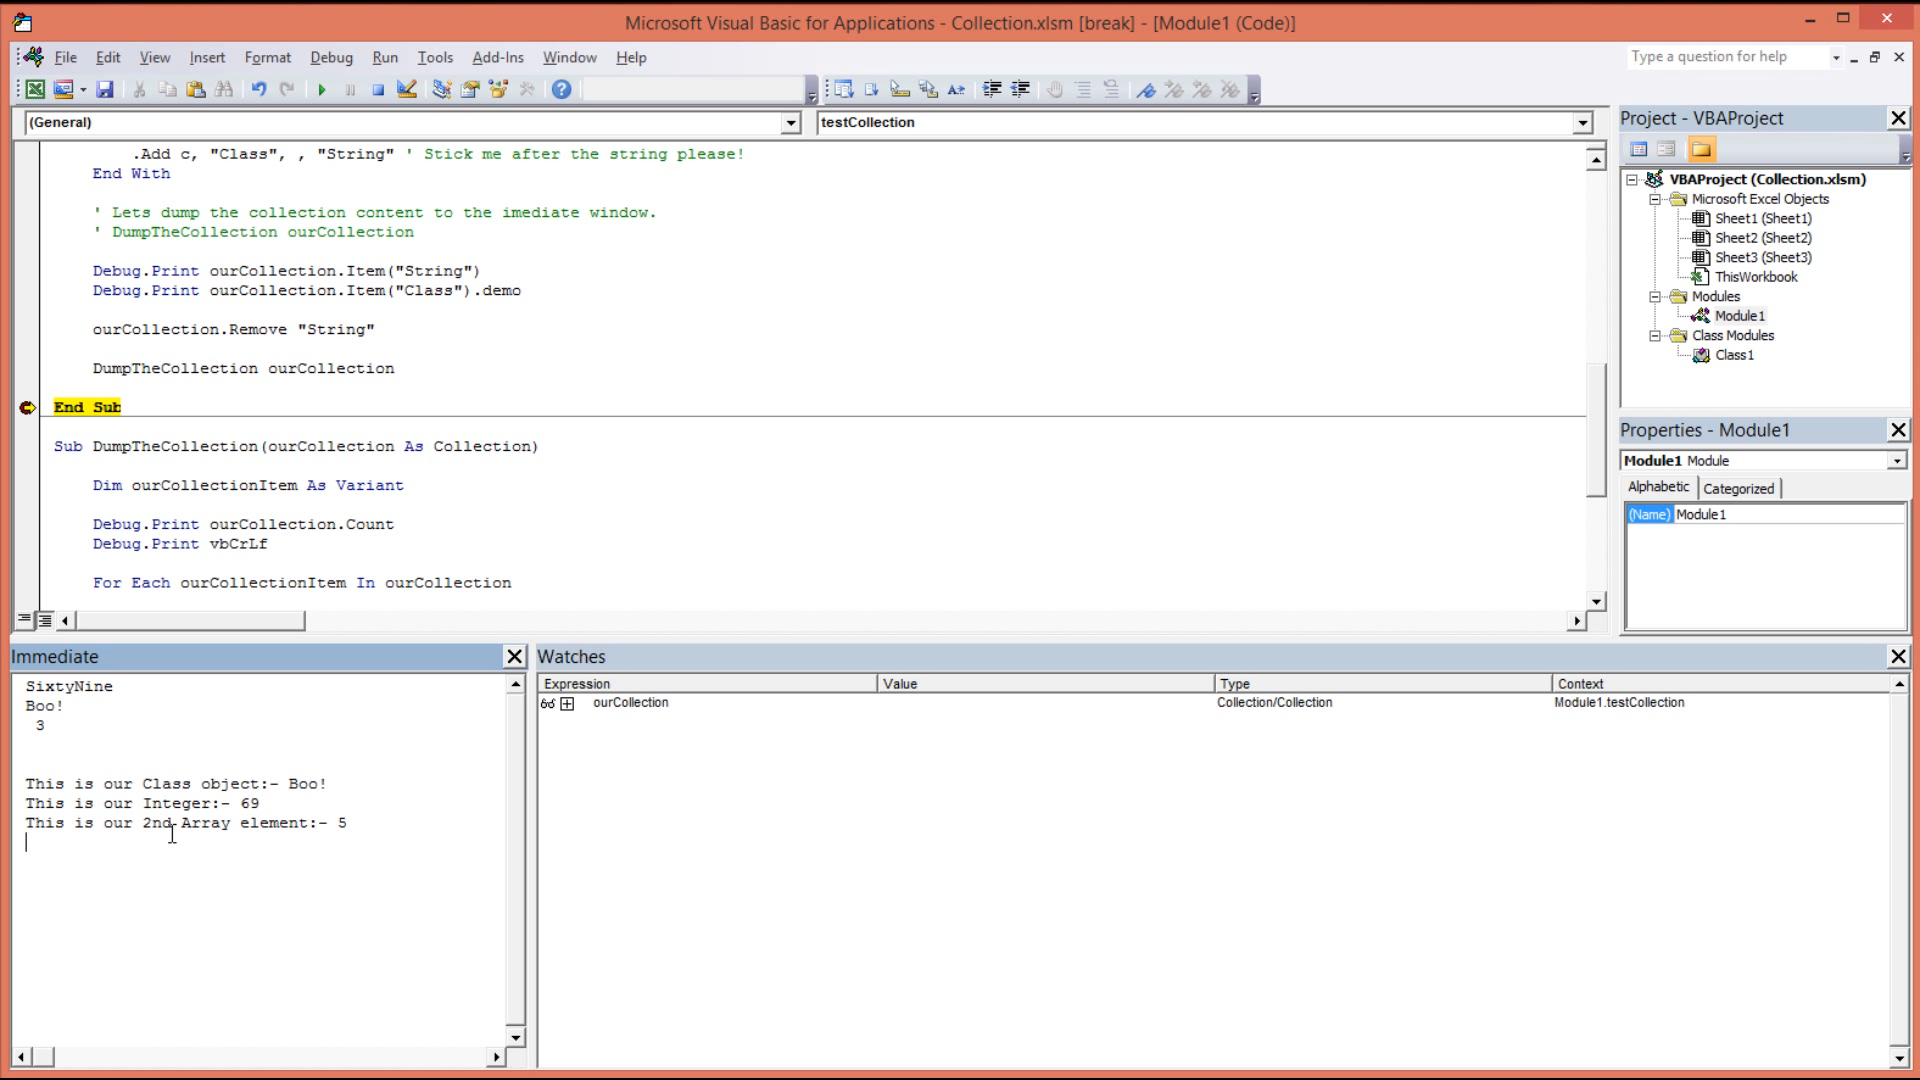 Microsoft Visual Basic for Applications - Collection.xlsm [break] - [Module1 (Code)]
File Edit View Insert Format Debug Run Tools Add-Ins Window Help
Type a question for help
(General)
testCollection
.Add c, "Class", , "String" ' Stick me after the string please!
End With
' Lets dump the collection content to the imediate window.
' DumpTheCollection ourCollection
Debug.Print ourCollection.Item("String")
Debug.Print ourCollection.Item("Class").demo
ourCollection.Remove "String"
DumpTheCollection ourCollection
End Sub
Sub DumpTheCollection(ourCollection As Collection)
Dim ourCollectionItem As Variant
Debug.Print ourCollection.Count
Debug.Print vbCrLf
For Each ourCollectionItem In ourCollection
Project - VBAProject
VBAProject (Collection.xlsm)
Microsoft Excel Objects
Sheet1 (Sheet1)
Sheet2 (Sheet2)
Sheet3 (Sheet3)
ThisWorkbook
Modules
Module1
Class Modules
Class1
Properties - Module1
Module1 Module
Alphabetic Categorized
(Name) Module1
Immediate
SixtyNine
Boo!
3
This is our Class object:- Boo!
This is our Integer:- 69
This is our 2nd Array element:- 5
Watches
Expression Value Type Context
ourCollection Collection/Collection Module1.testCollection